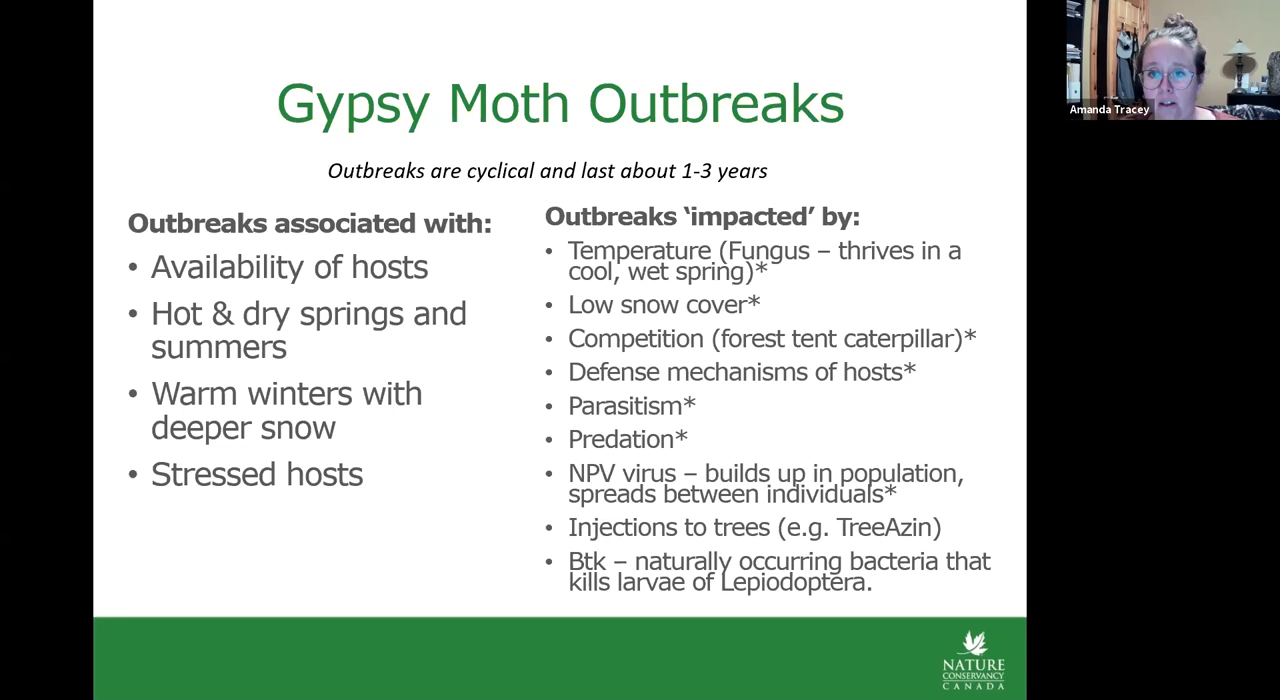 Gypsy Moth Outbreaks
Outbreaks are cyclical and last about 1-3 years
Outbreaks associated with:
• Availability of hosts
• Hot & dry springs and
summers
• Warm winters with
deeper snow
• Stressed hosts
Outbreaks ‘impacted’ by:
• Temperature (Fungus – thrives in a
cool, wet spring)*
• Low snow cover*
• Competition (forest tent caterpillar)*
• Defense mechanisms of hosts*
• Parasitism*
• Predation*
• NPV virus – builds up in population,
spreads between individuals*
• Injections to trees (e.g. TreeAzin)
• Btk – naturally occurring bacteria that
kills larvae of Lepiodoptera.
Amanda Tracey
NATURE
CONSERVANCY
CANADA